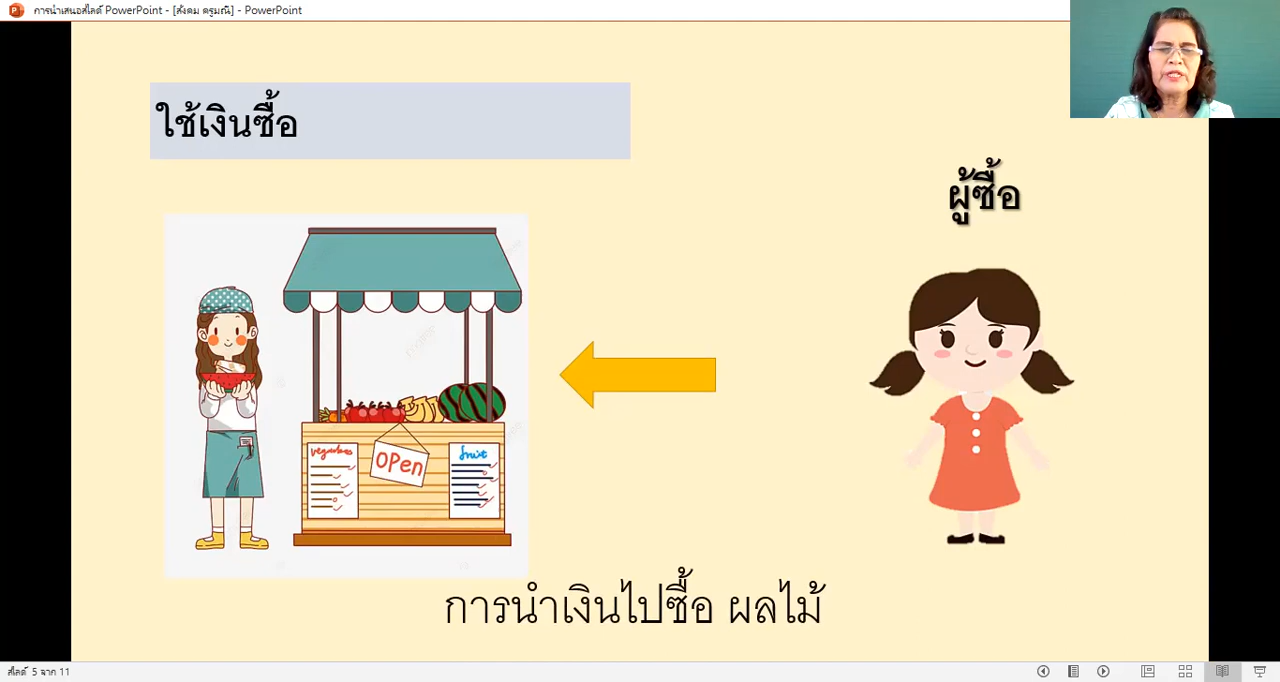 การนำเสนอสไลด์ PowerPoint - [สังคม ครูมณี] - PowerPoint
ใช้เงินซื้อ
ผู้ซื้อ
vegetables
OPen
fruit
การนำเงินไปซื้อ ผลไม้
สไลด์ 5 จาก 11